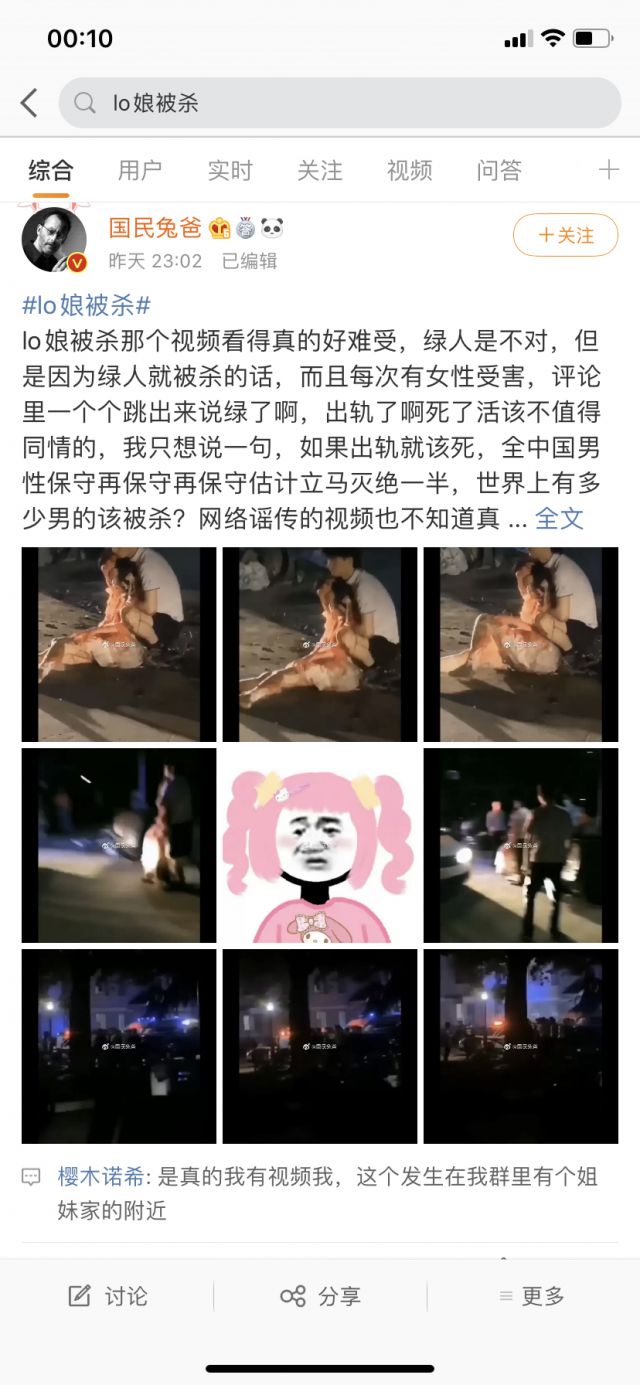 00:10
lo娘被杀
综合 用户 实时 关注 视频 问答
国民兔爸
+关注
昨天 23:02 已编辑
#lo娘被杀#
lo娘被杀那个视频看得真的好难受，绿人是不对，但
是因为绿人就被杀的话，而且每次有女性受害，评论
里一个个跳出来说绿了啊，出轨了啊死了活该不值得
同情的，我只想说一句，如果出轨就该死，全中国男
性保守再保守再保守估计立马灭绝一半，世界上有多
少男的该被杀？网络谣传的视频也不知道真 ... 全文
樱木诺希: 是真的我有视频我，这个发生在我群里有个姐
妹家的附近
讨论 分享 更多